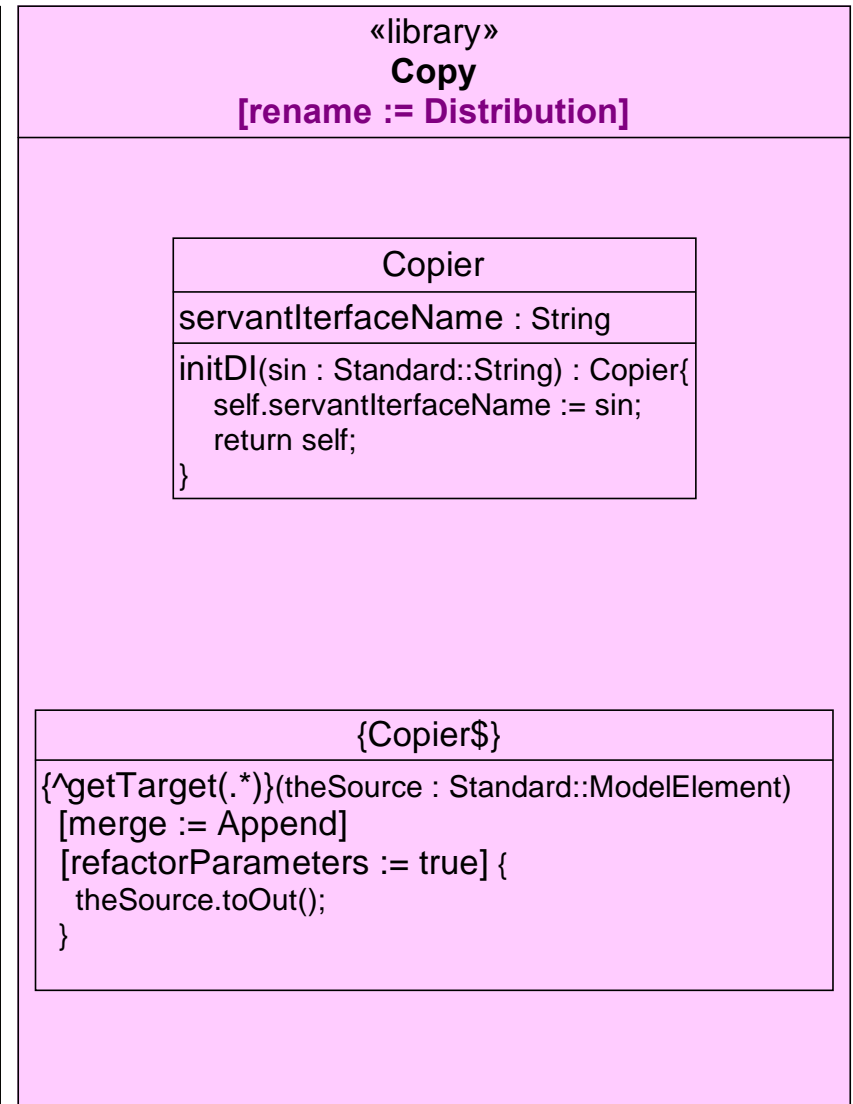 «library»
Copy
[rename := Distribution]
Copier
servantIterfaceName : String
initDI(sin : Standard::String) : Copier{
self.servantIterfaceName := sin;
return self;
}
{Copier$}
{^getTarget(.*)}(theSource : Standard::ModelElement)
[merge := Append]
[refactorParameters := true] {
theSource.toOut();
}